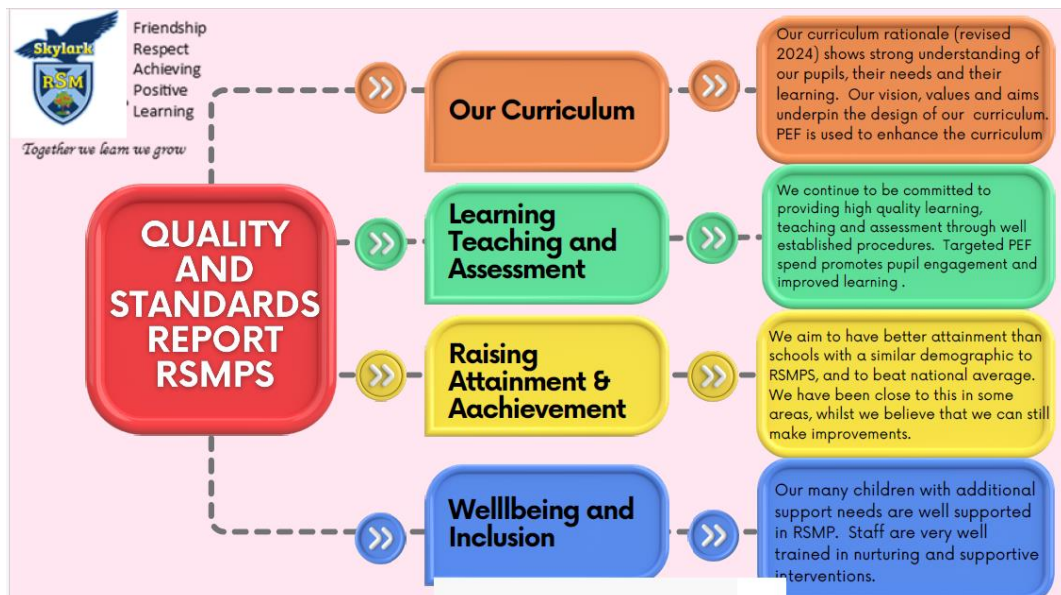 Skylark
RSM
Friendship
Respect
Achieving
Positive
Learning
Together we learn we grow
QUALITY
AND
STANDARDS
REPORT
RSMPS
Our Curriculum
Our curriculum rationale (revised
2024) shows strong understanding of
our pupils, their needs and their
learning. Our vision, values and aims
underpin the design of our curriculum.
PEF is used to enhance the curriculum
Learning
Teaching and
Assessment
We continue to be committed to
providing high quality learning,
teaching and assessment through well
established procedures. Targeted PEF
spend promotes pupil engagement and
improved learning .
Raising
Attainment &
Aachievement
We aim to have better attainment than
schools with a similar demographic to
RSMPS, and to beat national average.
We have been close to this in some
areas, whilst we believe that we can still
make improvements.
Welllbeing and
Inclusion
Our many children with additional
support needs are well supported
in RSMP. Staff are very well
trained in nurturing and supportive
interventions.